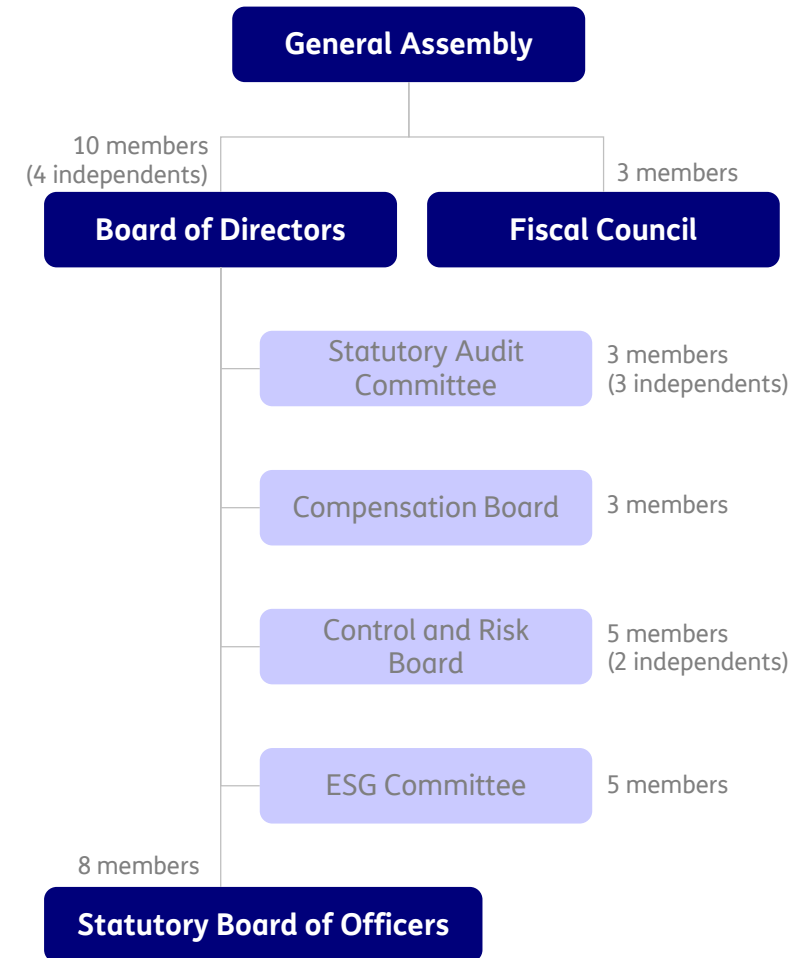 General Assembly
10 members
(4 independents)
3 members
Board of Directors
Fiscal Council
Statutory Audit
Committee
3 members
(3 independents)
Compensation Board
3 members
Control and Risk
Board
5 members
(2 independents)
ESG Committee
5 members
8 members
Statutory Board of Officers